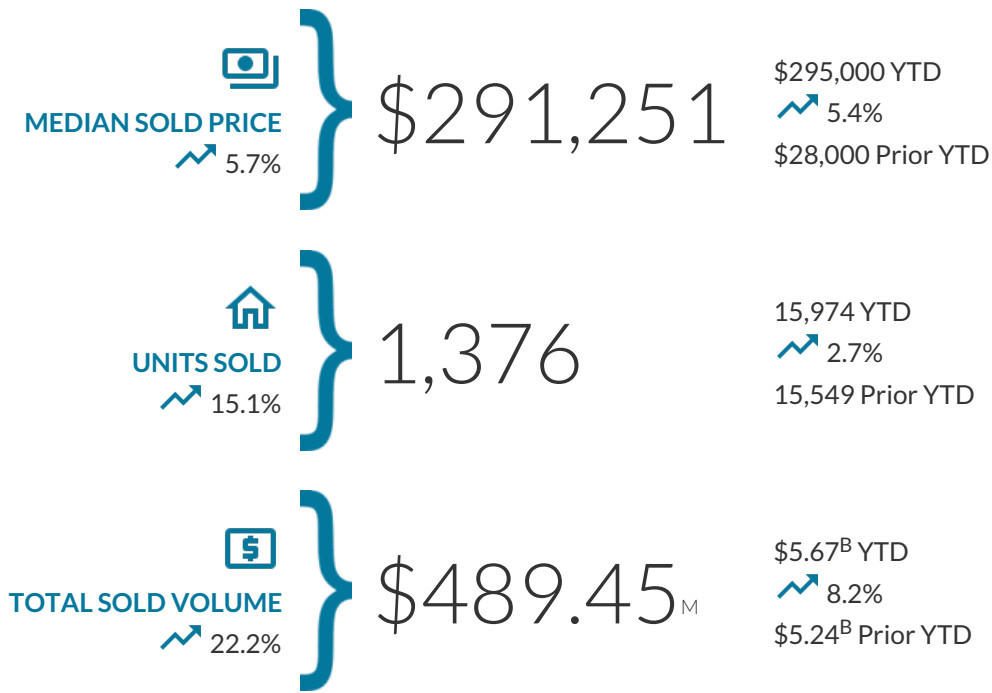 MEDIAN SOLD PRICE
5.7%
$291,251
$295,000 YTD
5.4%
$28,000 Prior YTD
UNITS SOLD
15.1%
1,376
15,974 YTD
2.7%
15,549 Prior YTD
$
TOTAL SOLD VOLUME
22.2%
$489.45M
$5.67B YTD
8.2%
$5.24B Prior YTD